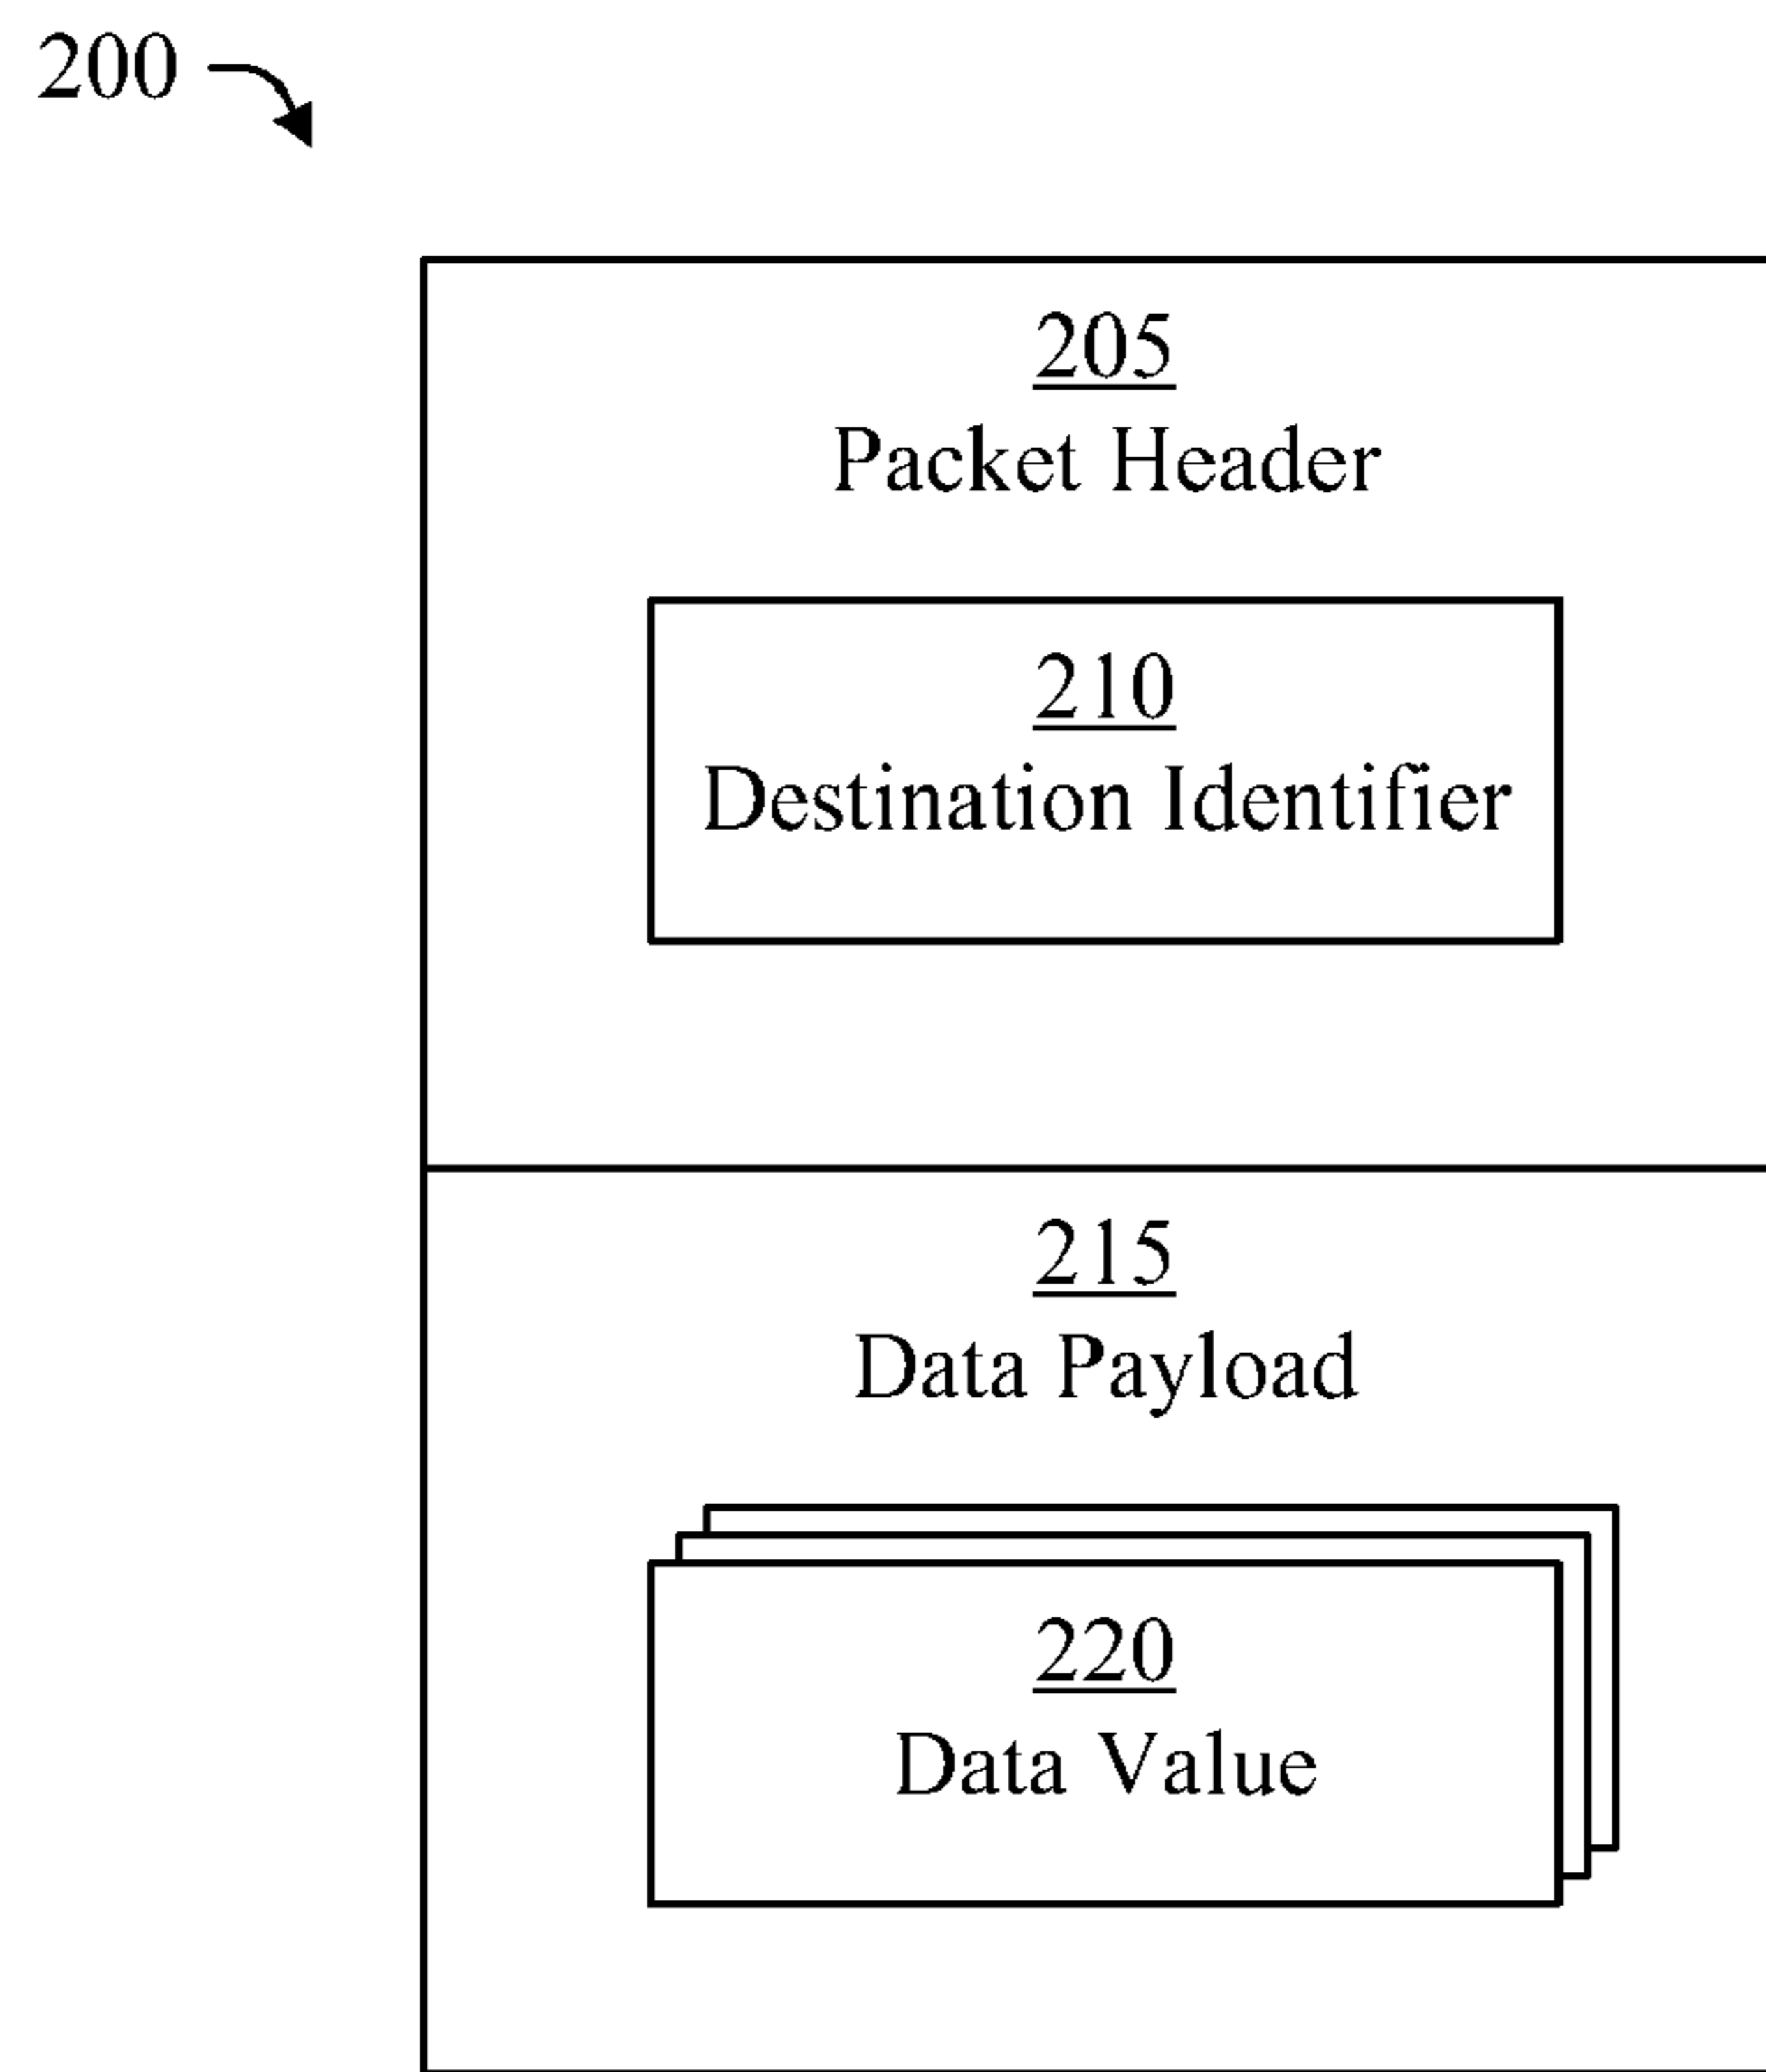 200
205
Packet Header
210
Destination Identifier
215
Data Payload
220
Data Value